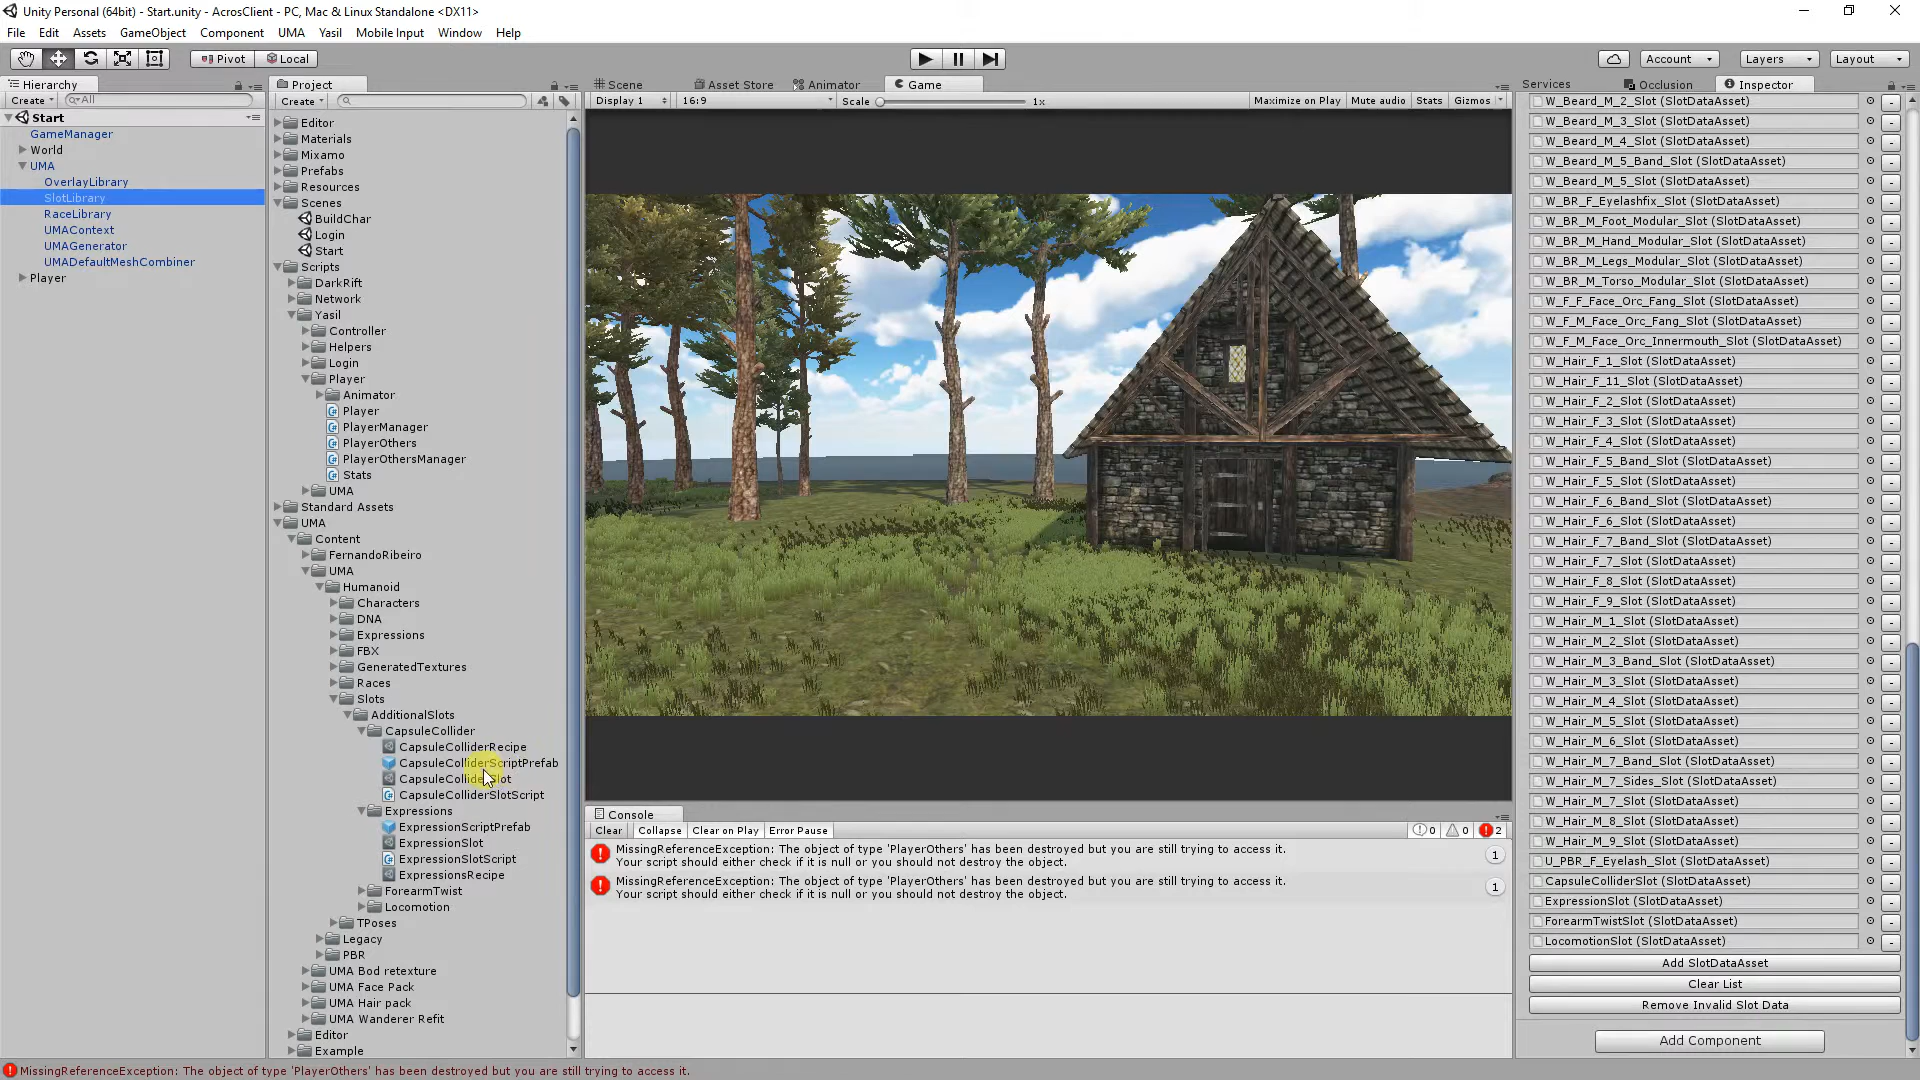 Unity Personal (64bit) - Start.unity - AcrosClient - PC, Mac & Linux Standalone <DX11>
File Edit Assets GameObject Component UMA Yasil Mobile Input Window Help
Pivot Local Account Layers Layout
Hierarchy
Create All
Start
GameManager
World
UMA
OverlayLibrary
SlotLibrary
RaceLibrary
UMAContext
UMAGenerator
UMADefaultMeshCombiner
Player
Project
Create
Editor
Materials
Mixamo
Prefabs
Resources
Scenes
BuildChar
Login
Start
Scripts
DarkRift
Network
Yasil
Controller
Helpers
Login
Player
Animator
Player
PlayerManager
PlayerOthers
PlayerOthersManager
Stats
UMA
Standard Assets
UMA
Content
FernandoRibeiro
UMA
Humanoid
Characters
DNA
Expressions
FBX
GeneratedTextures
Races
Slots
AdditionalSlots
CapsuleCollider
CapsuleColliderRecipe
CapsuleColliderScriptPrefab
CapsuleColliderSlot
CapsuleColliderSlotScript
Expressions
ExpressionScriptPrefab
ExpressionSlot
ExpressionSlotScript
ExpressionsRecipe
ForearmTwist
Locomotion
TPoses
Legacy
PBR
UMA Bod retexture
UMA Face Pack
UMA Hair pack
UMA Wanderer Refit
Editor
Example
Scene Asset Store Animator Game
Display 1 16:9 Scale 1x Maximize on Play Mute audio Stats Gizmos
Console
Clear Collapse Clear on Play Error Pause 0 0 2
MissingReferenceException: The object of type 'PlayerOthers' has been destroyed but you are still trying to access it.
Your script should either check if it is null or you should not destroy the object.
1
MissingReferenceException: The object of type 'PlayerOthers' has been destroyed but you are still trying to access it.
Your script should either check if it is null or you should not destroy the object.
1
Services Occlusion Inspector
W_Beard_M_2_Slot (SlotDataAsset)
W_Beard_M_3_Slot (SlotDataAsset)
W_Beard_M_4_Slot (SlotDataAsset)
W_Beard_M_5_Band_Slot (SlotDataAsset)
W_Beard_M_5_Slot (SlotDataAsset)
W_BR_F_Eyelashfix_Slot (SlotDataAsset)
W_BR_M_Foot_Modular_Slot (SlotDataAsset)
W_BR_M_Hand_Modular_Slot (SlotDataAsset)
W_BR_M_Legs_Modular_Slot (SlotDataAsset)
W_BR_M_Torso_Modular_Slot (SlotDataAsset)
W_F_F_Face_Orc_Fang_Slot (SlotDataAsset)
W_F_M_Face_Orc_Fang_Slot (SlotDataAsset)
W_F_M_Face_Orc_Innermouth_Slot (SlotDataAsset)
W_Hair_F_1_Slot (SlotDataAsset)
W_Hair_F_11_Slot (SlotDataAsset)
W_Hair_F_2_Slot (SlotDataAsset)
W_Hair_F_3_Slot (SlotDataAsset)
W_Hair_F_4_Slot (SlotDataAsset)
W_Hair_F_5_Band_Slot (SlotDataAsset)
W_Hair_F_5_Slot (SlotDataAsset)
W_Hair_F_6_Band_Slot (SlotDataAsset)
W_Hair_F_6_Slot (SlotDataAsset)
W_Hair_F_7_Band_Slot (SlotDataAsset)
W_Hair_F_7_Slot (SlotDataAsset)
W_Hair_F_8_Slot (SlotDataAsset)
W_Hair_F_9_Slot (SlotDataAsset)
W_Hair_M_1_Slot (SlotDataAsset)
W_Hair_M_2_Slot (SlotDataAsset)
W_Hair_M_3_Band_Slot (SlotDataAsset)
W_Hair_M_3_Slot (SlotDataAsset)
W_Hair_M_4_Slot (SlotDataAsset)
W_Hair_M_5_Slot (SlotDataAsset)
W_Hair_M_6_Slot (SlotDataAsset)
W_Hair_M_7_Band_Slot (SlotDataAsset)
W_Hair_M_7_Sides_Slot (SlotDataAsset)
W_Hair_M_7_Slot (SlotDataAsset)
W_Hair_M_8_Slot (SlotDataAsset)
W_Hair_M_9_Slot (SlotDataAsset)
U_PBR_F_Eyelash_Slot (SlotDataAsset)
CapsuleColliderSlot (SlotDataAsset)
ExpressionSlot (SlotDataAsset)
ForearmTwistSlot (SlotDataAsset)
LocomotionSlot (SlotDataAsset)
Add SlotDataAsset
Clear List
Remove Invalid Slot Data
Add Component
MissingReferenceException: The object of type 'PlayerOthers' has been destroyed but you are still trying to access it.